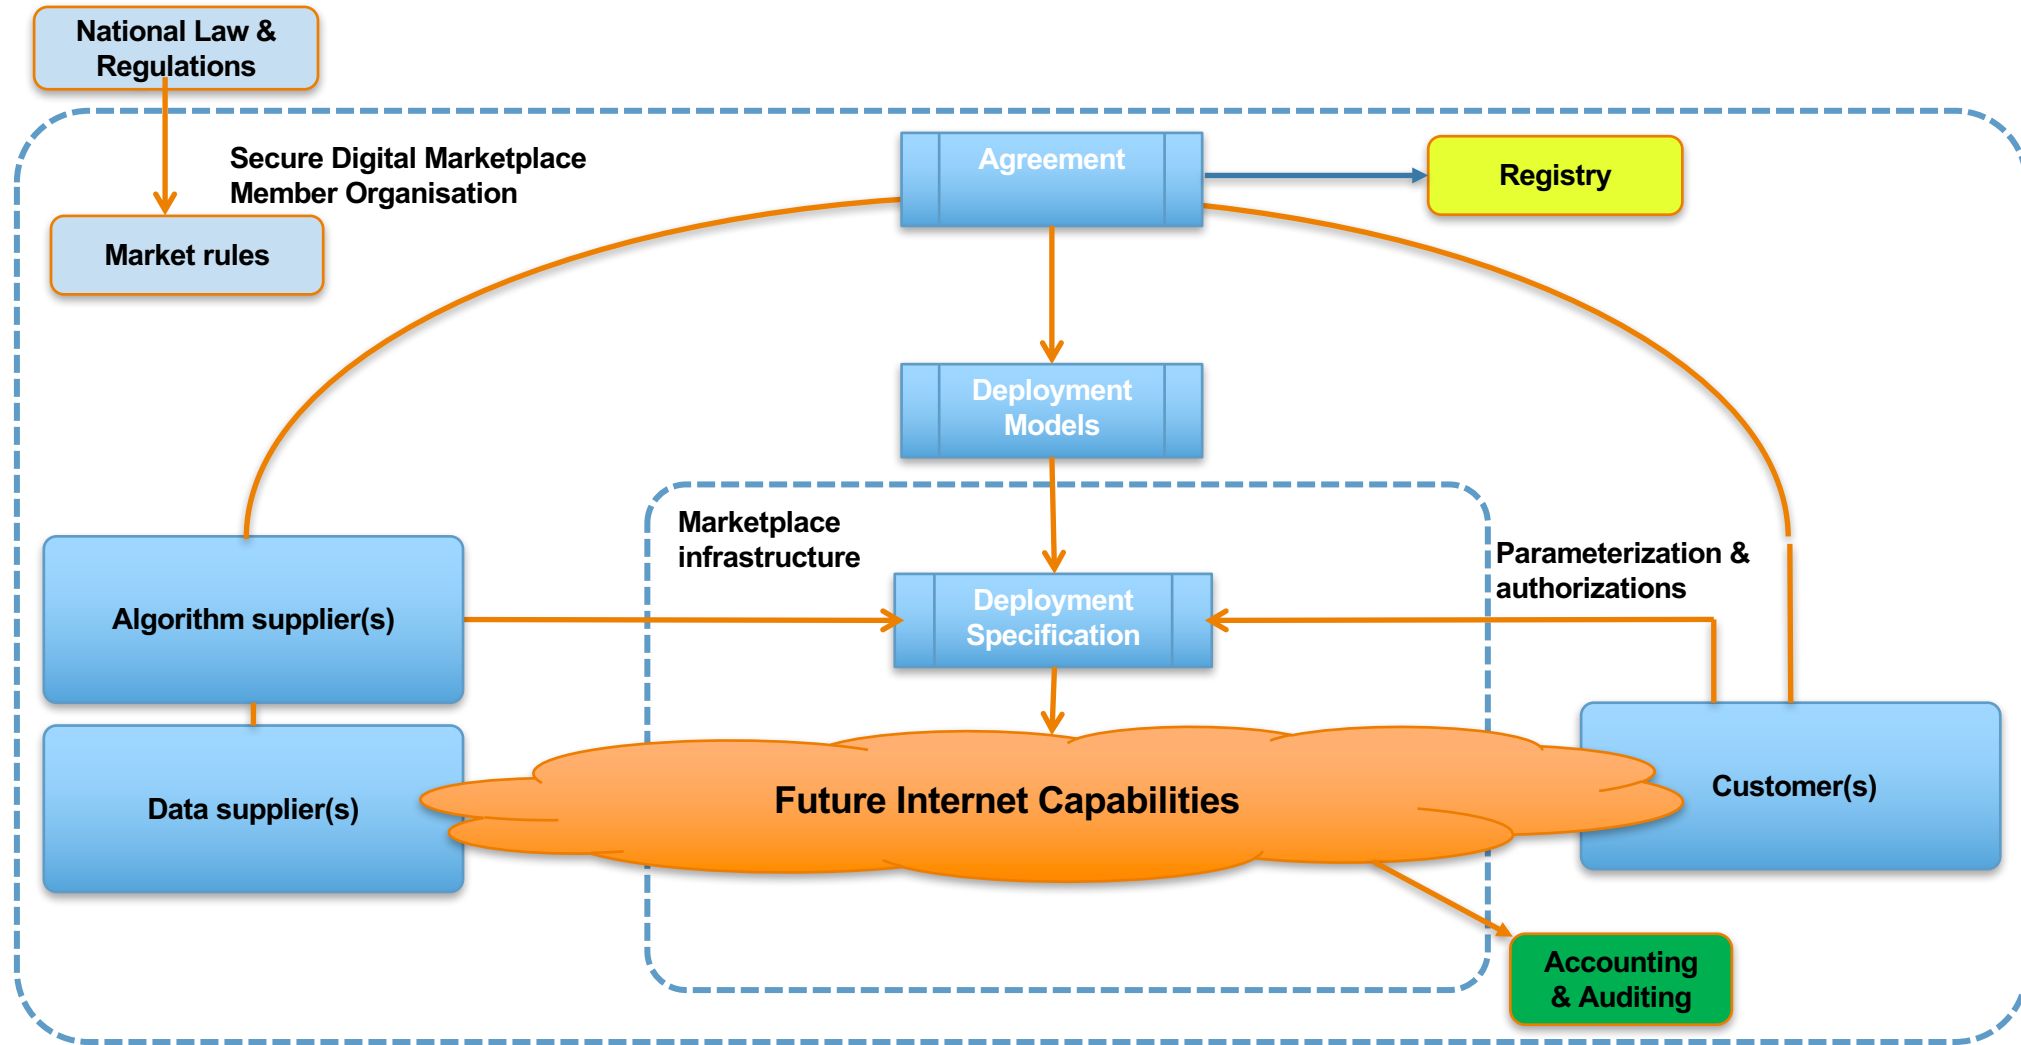 National Law &
Regulations
Secure Digital Marketplace
Member Organisation
Agreement
Registry
Market rules
Deployment
Models
Marketplace
infrastructure
Parameterization &
authorizations
Algorithm supplier(s)
Deployment
Specification
Data supplier(s)
Future Internet Capabilities
Customer(s)
Accounting
& Auditing